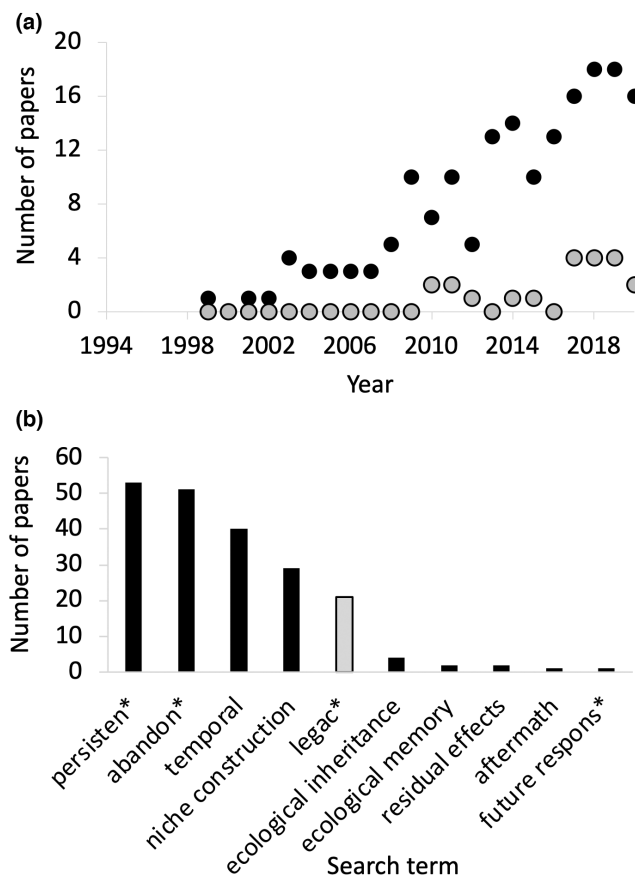 (a)
Number of papers
20
16
12
8
4
0
1994 1998 2002 2006 2010 2014 2018
Year
(b)
Number of papers
60
50
40
30
20
10
0
persisten*
abandon*
temporal
niche construction
legac*
ecological inheritance
ecological memory
residual effects
aftermath
future respons*
Search term